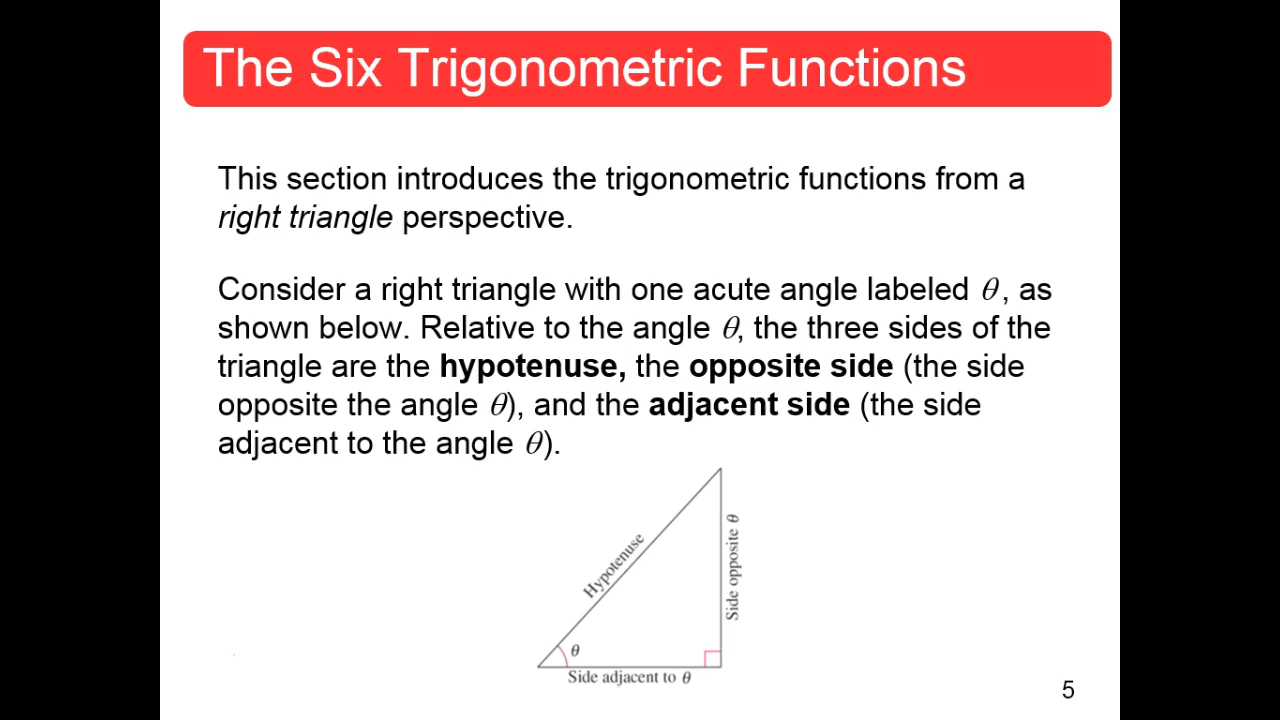 The Six Trigonometric Functions
This section introduces the trigonometric functions from a
right triangle perspective.
Consider a right triangle with one acute angle labeled θ, as
shown below. Relative to the angle θ, the three sides of the
triangle are the hypotenuse, the opposite side (the side
opposite the angle θ), and the adjacent side (the side
adjacent to the angle θ).
Hypotenuse
Side opposite θ
θ
Side adjacent to θ
5